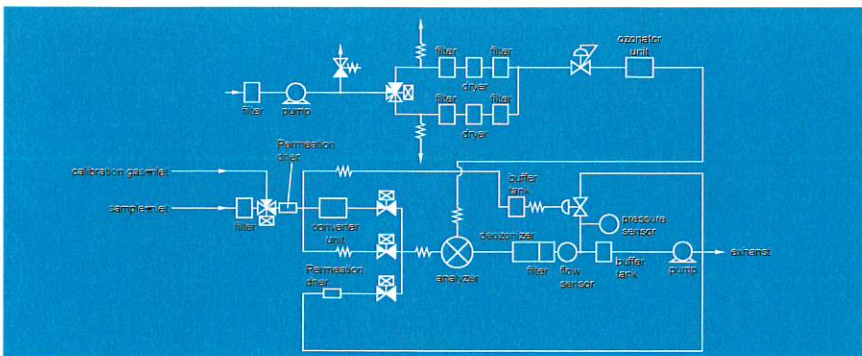 ozonator
unit
filter
filter
dryer
filter
filter
dryer
filter
pump
Permeation
drier
calibration gas inlet
sample inlet
filter
converter
unit
buffer
tank
pressure
sensor
deozonizer
analyzer
filter
flow
sensor
buffer
tank
pump
exhanst
Permeation
drier